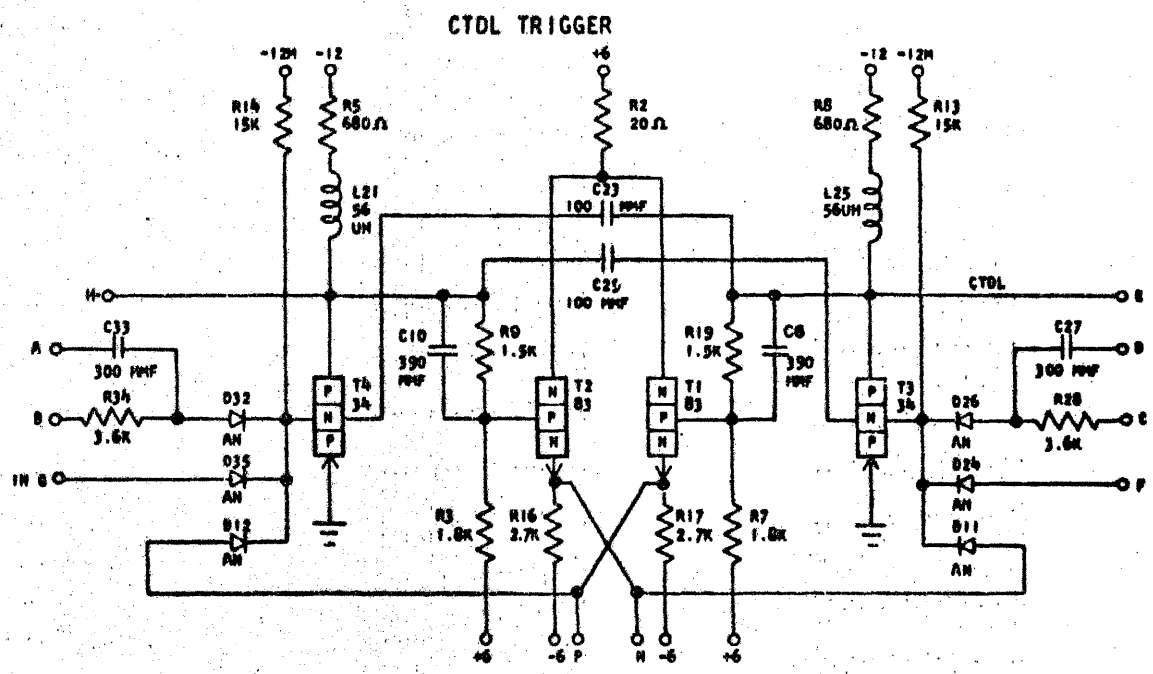 CTDL TRIGGER
-12M -12 +6 -12 -12M
R14
15K
R5
680Ω
R2
20Ω
R8
680Ω
R13
15K
L21
56
UH
C23
100 MMF
L25
56UH
C25
100 MMF
H
CTDL
E
C33
300 MMF
A
C10
390
MMF
R9
1.5K
R19
1.5K
C6
390
MMF
C27
300 MMF
D
P
N
P
T4
34
N
P
N
T2
83
N
P
N
T1
83
P
N
P
T3
34
B
R34
3.6K
D32
AN
D26
AN
R28
3.6K
C
IN G
D35
AN
D24
AN
F
D12
AN
R3
1.8K
R16
2.7K
R17
2.7K
R7
1.8K
D11
AN
+6 -6 P N -6 +6